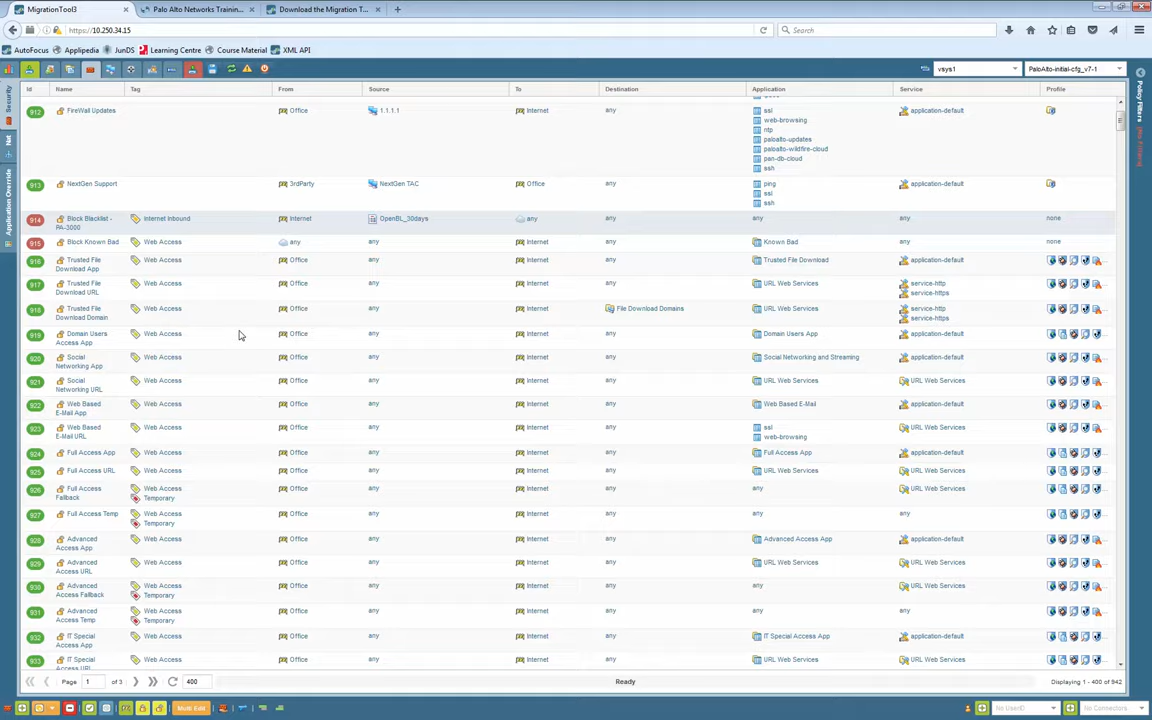 MigrationTool3 × Palo Alto Networks Trainin... × Download the Migration T... × +
https://10.250.34.15 Search
AutoFocus Applipedia JunDS Learning Centre Course Material XML API
vsys1 PaloAlto-initial-cfg_v7-1
Id Name Tag From Source To Destination Application Service Profile
Security
Nat
Application Override
Policy Filters
912 FireWall Updates Office 1.1.1.1 Internet any ssl application-default
web-browsing
ntp
paloalto-updates
paloalto-wildfire-cloud
pan-db-cloud
ssh
913 NextGen Support 3rdParty NextGen TAC Office any ping application-default
ssl
ssh
914 Block Blacklist - Internet Inbound Internet OpenBL_30days any any any any none
PA-3000
915 Block Known Bad Web Access any any Internet any Known Bad any none
916 Trusted File Web Access Office any Internet any Trusted File Download application-default
Download App
917 Trusted File Web Access Office any Internet any URL Web Services service-http
Download URL service-https
918 Trusted File Web Access Office any Internet File Download Domains URL Web Services service-http
Download Domain service-https
919 Domain Users Web Access Office any Internet any Domain Users App application-default
Access App
920 Social Web Access Office any Internet any Social Networking and Streaming application-default
Networking App
921 Social Web Access Office any Internet any URL Web Services URL Web Services
Networking URL
922 Web Based Web Access Office any Internet any Web Based E-Mail application-default
E-Mail App
923 Web Based Web Access Office any Internet any ssl URL Web Services
E-Mail URL web-browsing
924 Full Access App Web Access Office any Internet any Full Access App application-default
925 Full Access URL Web Access Office any Internet any URL Web Services URL Web Services
926 Full Access Web Access Office any Internet any any URL Web Services
Fallback Temporary
927 Full Access Temp Web Access Office any Internet any any any
Temporary
928 Advanced Web Access Office any Internet any Advanced Access App application-default
Access App
929 Advanced Web Access Office any Internet any URL Web Services URL Web Services
Access URL
930 Advanced Web Access Office any Internet any any URL Web Services
Access Fallback Temporary
931 Advanced Web Access Office any Internet any any any
Access Temp Temporary
932 IT Special Web Access Office any Internet any IT Special Access App application-default
Access App
933 IT Special Web Access Office any Internet any URL Web Services URL Web Services
Access URL
Page 1 of 3 400 Ready Displaying 1 - 400 of 942
Multi Edit No UserID No Connectors